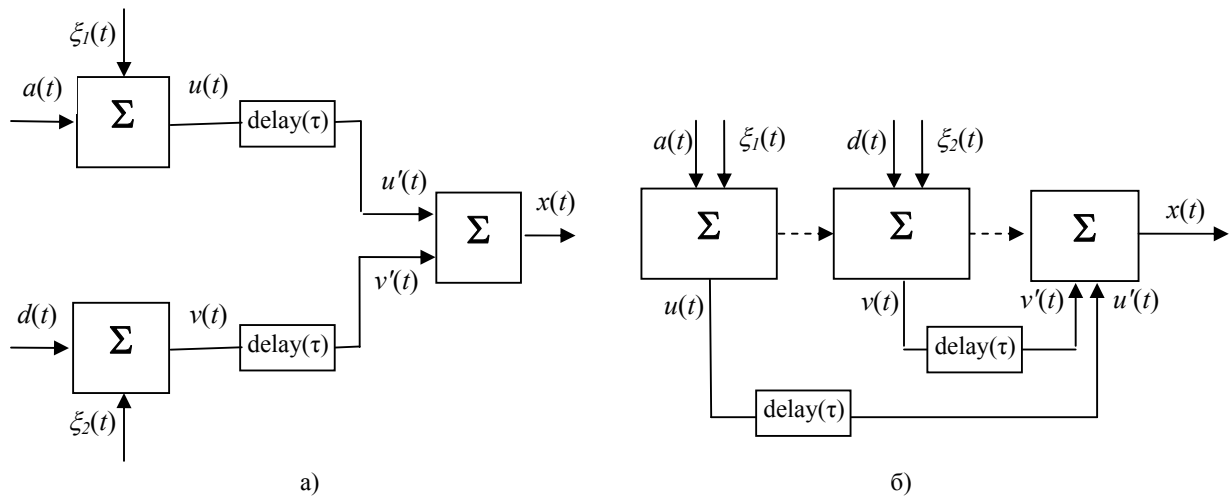 ξ1(t)
a(t)
Σ
u(t)
delay(τ)
u'(t)
Σ
x(t)
v'(t)
d(t)
Σ
v(t)
delay(τ)
ξ2(t)
а)
a(t)
ξ1(t)
d(t)
ξ2(t)
Σ
Σ
Σ
x(t)
u(t)
v(t)
v'(t)
u'(t)
delay(τ)
delay(τ)
б)